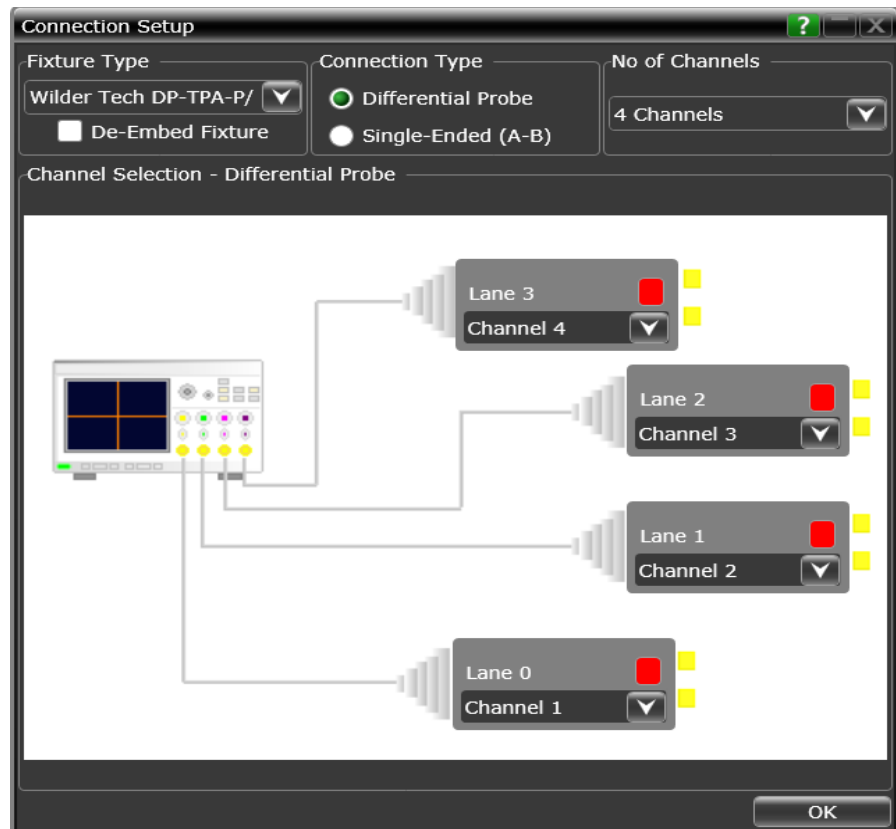 Connection Setup
?
X
Fixture Type
Wilder Tech DP-TPA-P/
De-Embed Fixture
Connection Type
Differential Probe
Single-Ended (A-B)
No of Channels
4 Channels
Channel Selection - Differential Probe
Lane 3
Channel 4
Lane 2
Channel 3
Lane 1
Channel 2
Lane 0
Channel 1
OK